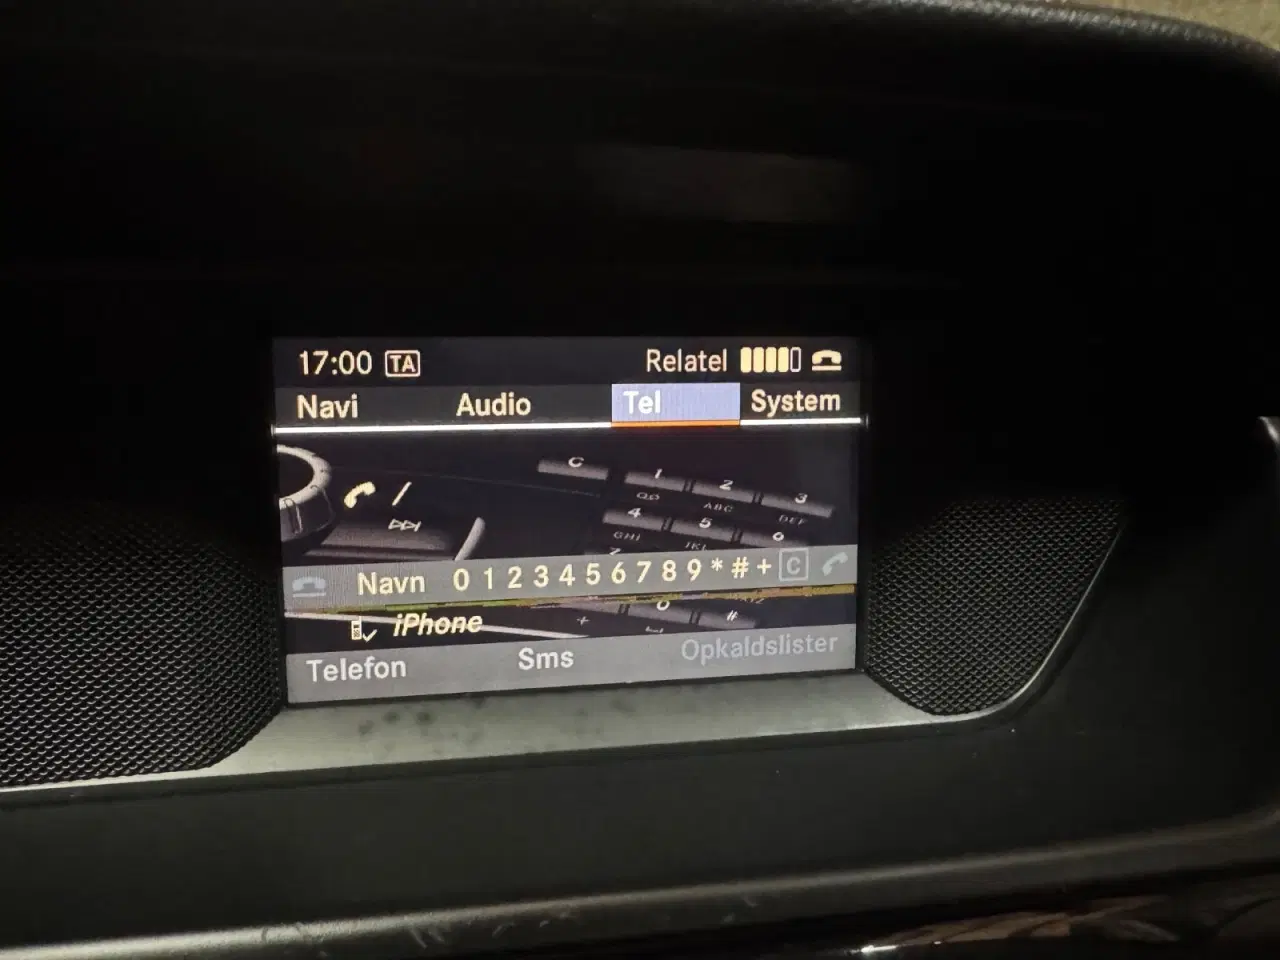 17:00 TA Relatel
Navi Audio Tel System
C 1 2 3
ABC DEF
4 5
GHI JKL
Navn 0 1 2 3 4 5 6 7 8 9 * # + C
0 #
+
iPhone
Telefon Sms Opkaldslister